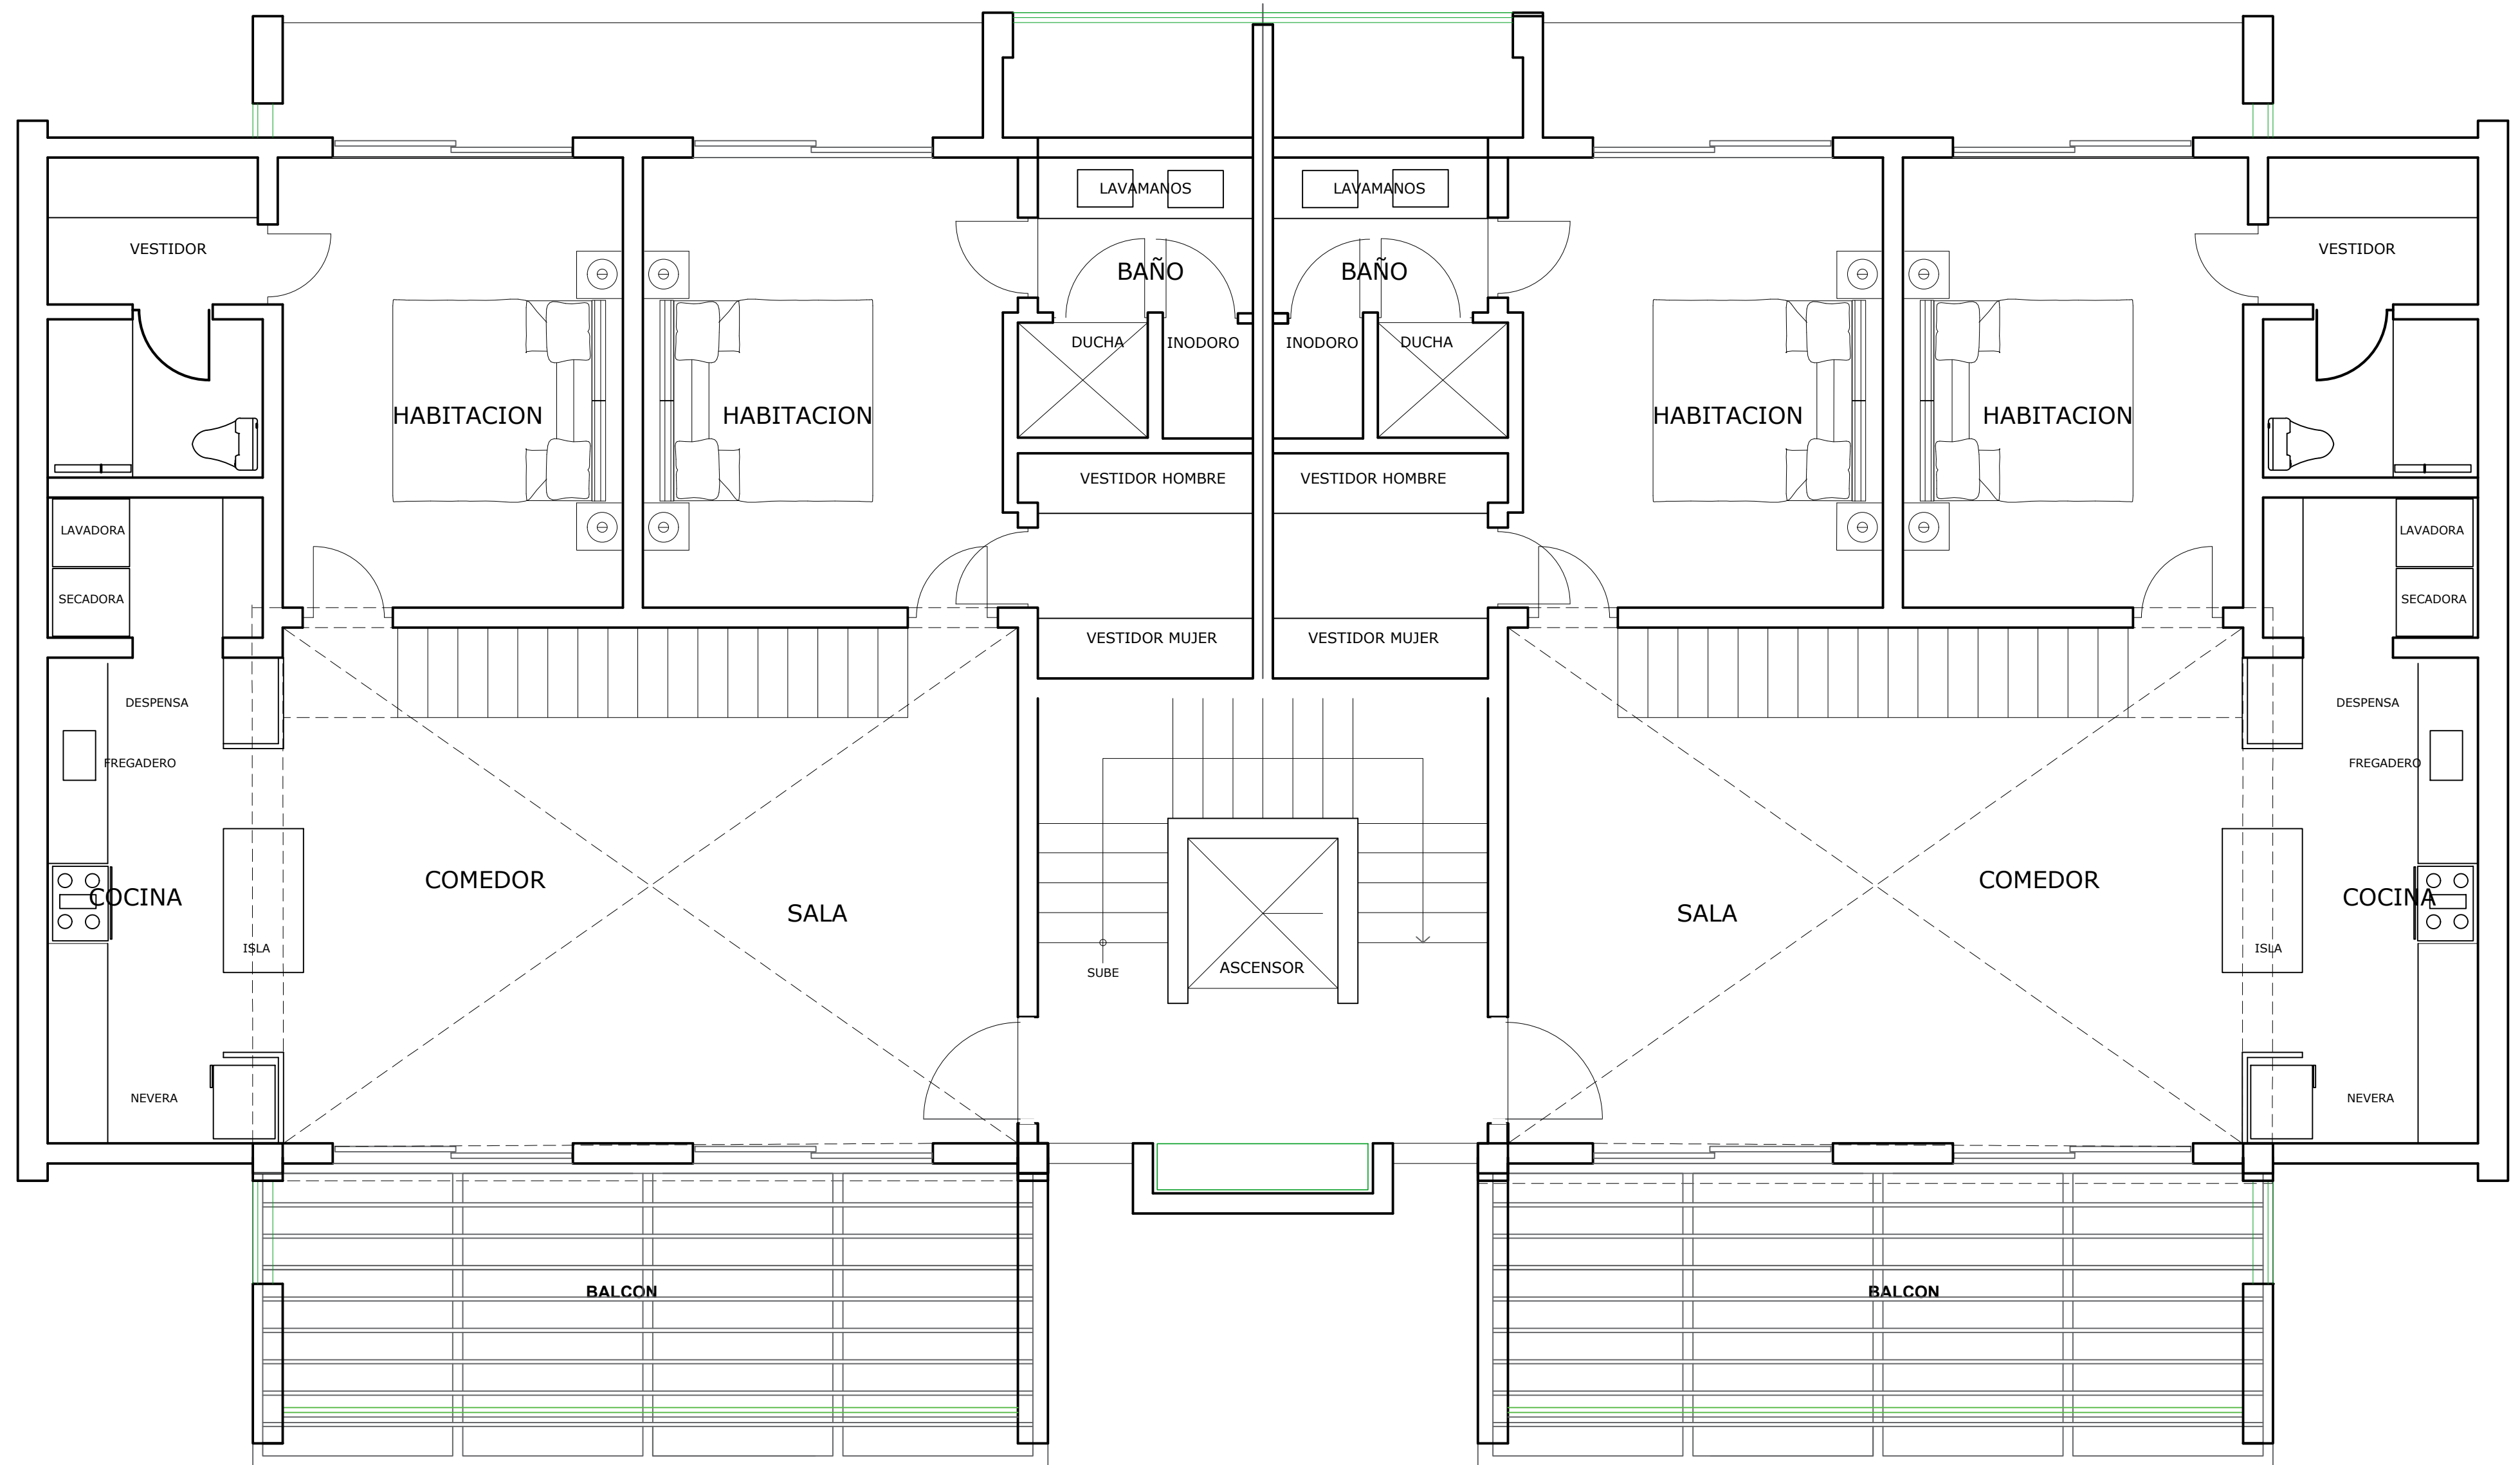 LAVAMANOS
LAVAMANOS
VESTIDOR
VESTIDOR
BAÑO
BAÑO
DUCHA
INODORO
INODORO
DUCHA
HABITACION
HABITACION
HABITACION
HABITACION
VESTIDOR HOMBRE
VESTIDOR HOMBRE
LAVADORA
LAVADORA
SECADORA
SECADORA
VESTIDOR MUJER
VESTIDOR MUJER
DESPENSA
DESPENSA
FREGADERO
FREGADERO
COMEDOR
COMEDOR
COCINA
COCINA
SALA
SALA
ISLA
ISLA
SUBE
ASCENSOR
NEVERA
NEVERA
BALCON
BALCON